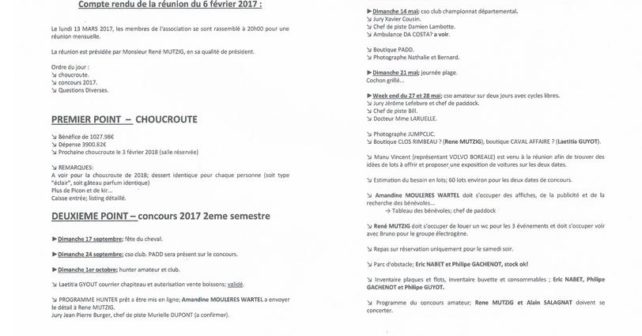 Compte rendu de la réunion du 6 février 2017 :
Le lundi 13 MARS 2017, les membres de l'association se sont rassemblé à 20h00 pour une
réunion mensuelle.
La réunion est présidée par Monsieur René MUTZIG, en sa qualité de président.
Ordre du jour :
↘ choucroute.
↘ concours 2017.
↘ Questions Diverses.
PREMIER POINT – CHOUCROUTE
↘ Bénéfice de 1027.98€
↘ Dépense 3900.82€
↘ Prochaine choucroute le 3 février 2018 (salle réservée)
↘ REMARQUES:
A voir pour la choucroute de 2018; dessert identique pour chaque personne (soit type
"éclair", soit gâteau parfum identique)
Plus de Picon et de kir...
Caisse entrée; listing détaillé.
DEUXIEME POINT – concours 2017 2eme semestre
►Dimanche 17 septembre; fête du cheval.
►Dimanche 24 septembre; cso club. PADD sera présent sur le concours.
►Dimanche 1er octobre; hunter amateur et club.
↘ Laetitia GYOUT courrier chapiteau et autorisation vente boissons; validé.
↘ PROGRAMME HUNTER prêt a être mis en ligne; Amandine MOULERES WARTEL a envoyer
le détail à René MUTZIG.
Jury Jean Pierre Burger, chef de piste Murielle DUPONT (a confirmer).
►Dimanche 14 mai; cso club championnat départemental.
↘ Jury Xavier Cousin.
↘ Chef de piste Damien Lambotte.
↘ Ambulance DA COSTA? a voir.
↘ Boutique PADD.
↘ Photographe Nathalie et Bernard.
►Dimanche 21 mai; journée plage.
Cochon grillé...
►Week end du 27 et 28 mai; cso amateur sur deux jours avec cycles libres.
↘ Jury Jérôme Lefebure et chef de paddock.
↘ Chef de piste Bill.
↘ Docteur Mme LARUELLE.
↘ Photographe JUMPCLIC.
↘ Boutique CLOS RIMBEAU ? (Rene MUTZIG), boutique CAVAL AFFAIRE ? (Laetitia GUYOT).
↘ Manu Vincent (représentant VOLVO BOREALE) est venu à la réunion afin de trouver des
idées de lots à offrir et proposer une exposition de voitures sur les deux dates.
↘ Estimation du besoin en lots; 60 lots environ pour les deux dates de concours.
↘ Amandine MOULERES WARTEL doit s'occuper des affiches, de la publicité et de la
recherche des bénévoles...
→ Tableau des bénévoles; chef de paddock
↘ René MUTZIG doit s'occuper de louer un wc pour les 3 événements et doit s'occuper voir
avec Bruno pour le groupe électrogène.
↘ Repas sur réservation uniquement pour le samedi soir.
↘ Parc d'obstacle; Eric NABET et Philipe GACHENOT, stock ok!
↘ Inventaire plaques et flots, inventaire buvette et consommables ; Eric NABET, Philipe
GACHENOT et Philipe GUYOT.
↘ Programme du concours amateur; Rene MUTZIG et Alain SALAGNAT doivent se
concerter.